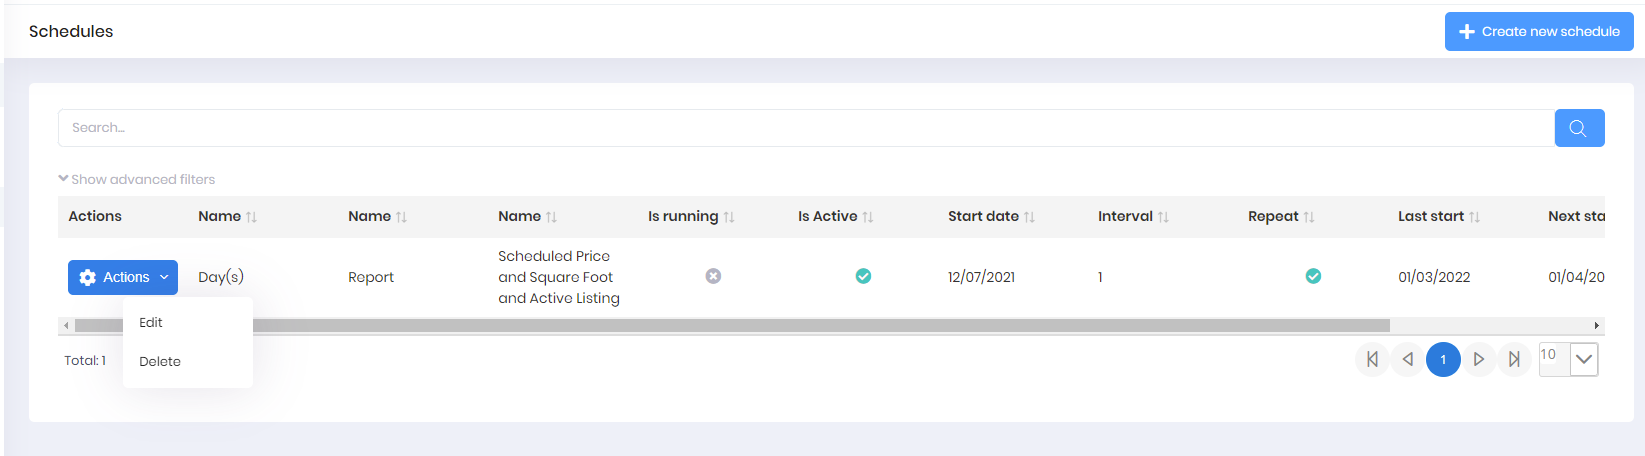 Schedules
Create new schedule
Search...
Show advanced filters
Actions Name Name Name Is running Is Active Start date Interval Repeat Last start Next sta
Scheduled Price
Actions Day(s) Report and Square Foot 12/07/2021 1 01/03/2022 01/04/20
and Active Listing
Edit
Total: 1 1 10
Delete